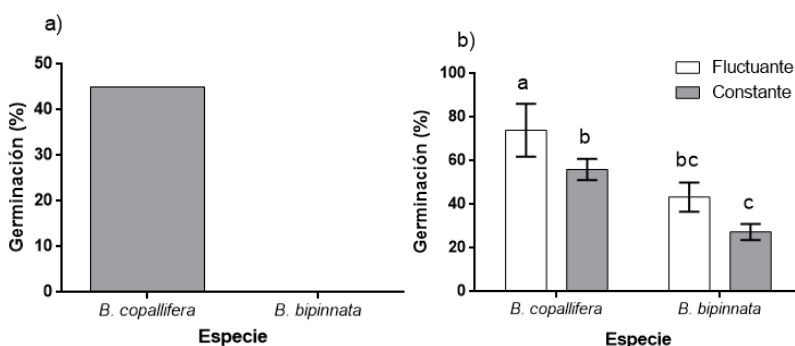 a)
Germinación (%)
50
40
30
20
10
0
B. copallifera B. bipinnata
Especie
b)
Fluctuante
Constante
Germinación (%)
100
80
60
40
20
0
a
b
bc
c
B. copallifera B. bipinnata
Especie